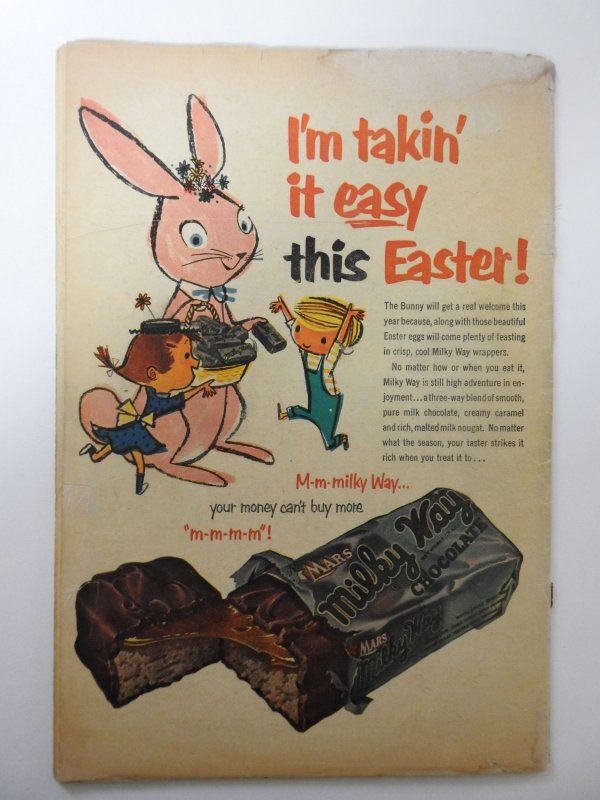 I'm takin'
it easy
this Easter!
The Bunny will get a real welcome this
year because, along with those beautiful
Easter eggs will come plenty of feasting
in crisp, cool Milky Way wrappers.
No matter how or when you eat it,
Milky Way is still high adventure in en-
joyment...a three-way blend of smooth,
pure milk chocolate, creamy caramel
and rich, malted milk nougat. No matter
what the season, your taster strikes it
rich when you treat it to...
M-m-milky Way...
your money can't buy more
"m-m-m-m"!
MARS
Milky Way
CHOCOLATE
MARS
Milky Way